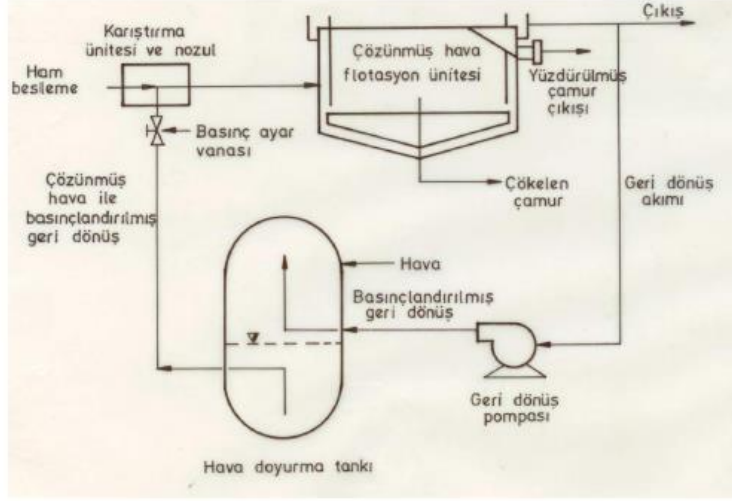 Karıştırma
ünitesi ve nozul
Ham
besleme
Çözünmüş hava
flotasyon ünitesi
Çıkış
Yüzdürülmüş
çamur
çıkışı
Basınç ayar
vanası
Çözünmüş
hava ile
basınçlandırılmış
geri dönüş
Çökelen
çamur
Geri dönüş
akımı
Hava
Basınçlandırılmış
geri dönüş
Geri dönüş
pompası
Hava doyurma tankı